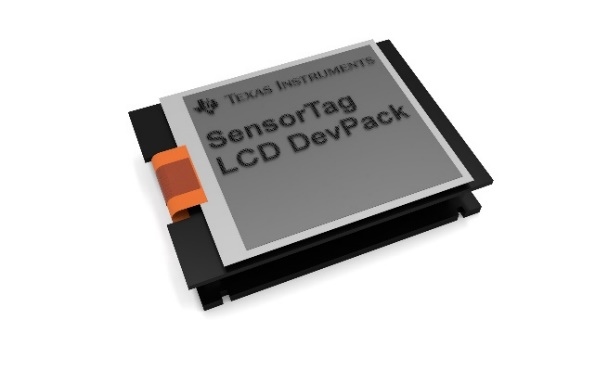 TEXAS INSTRUMENTS
SensorTag
LCD DevPack